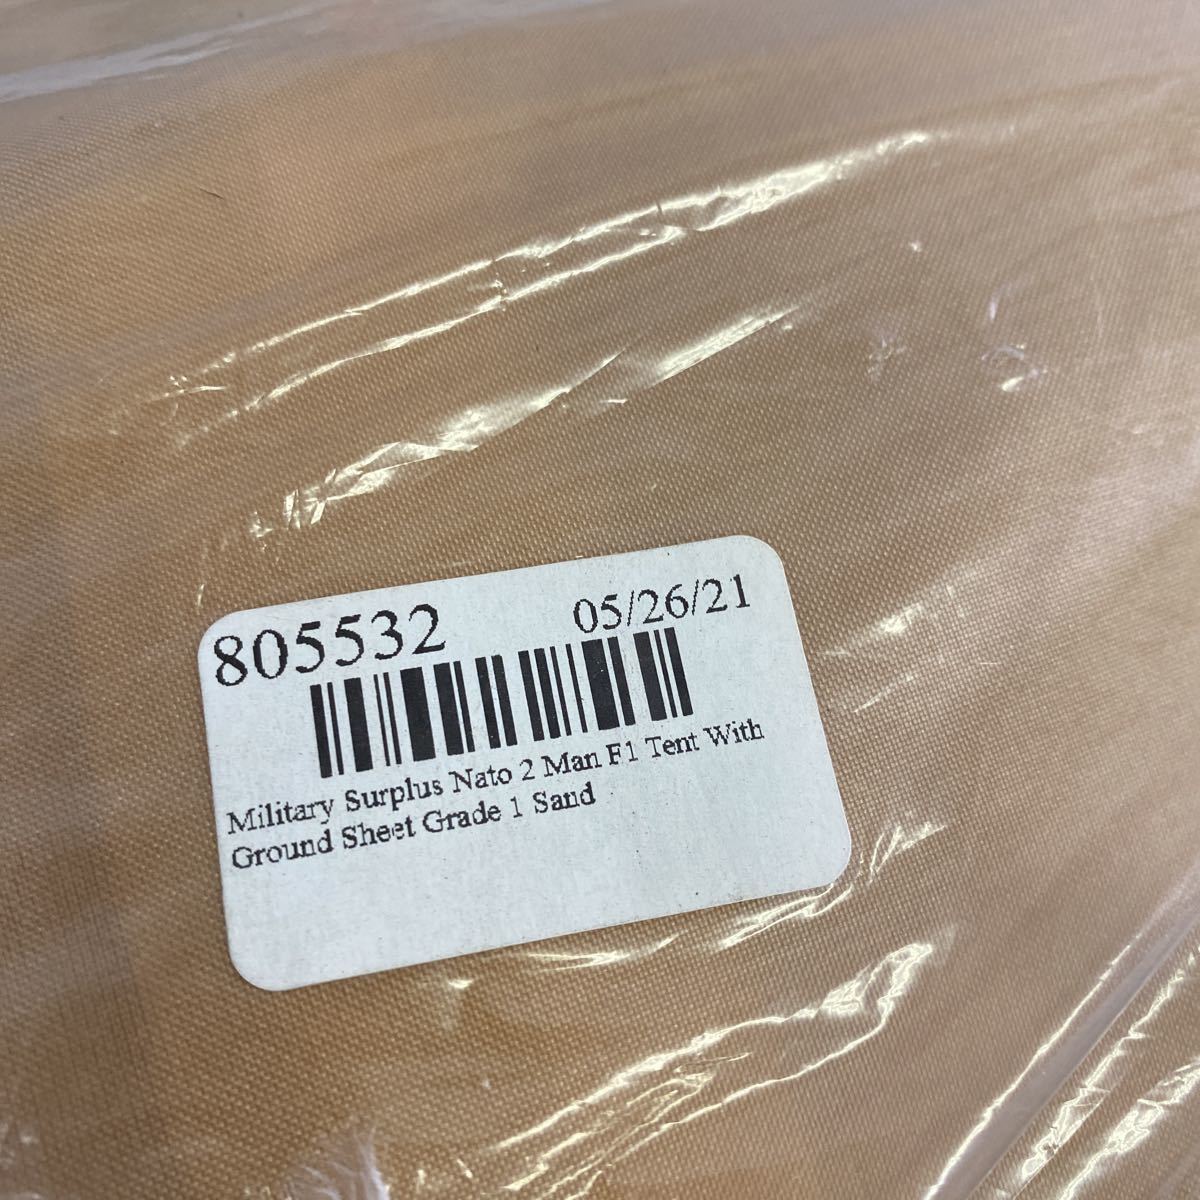 805532 05/26/21
Military Surplus Nato 2 Man F1 Tent With
Ground Sheet Grade 1 Sand